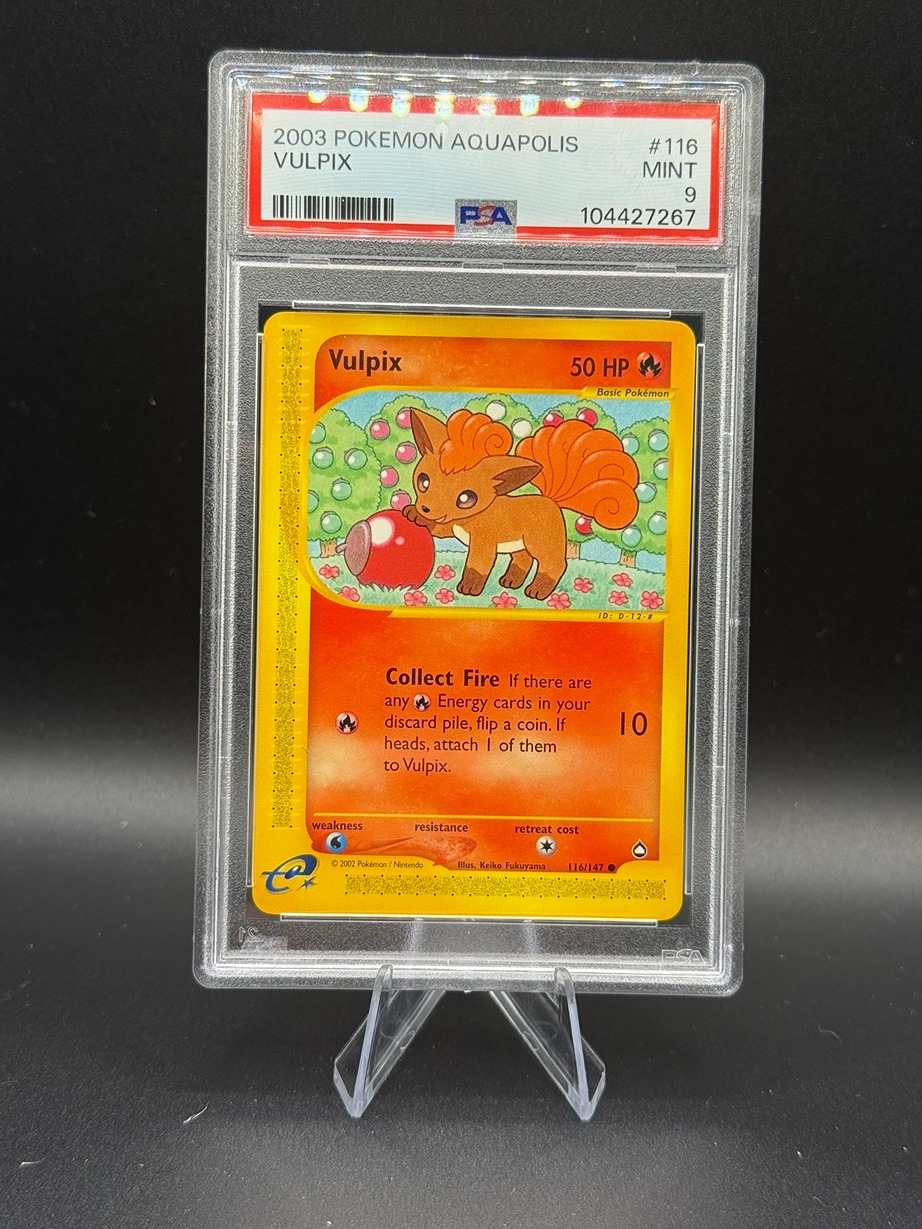 2003 POKEMON AQUAPOLIS #116
VULPIX MINT
9
PSA 104427267
Vulpix 50 HP
Basic Pokémon
ID: D-12-#
Collect Fire If there are
any Energy cards in your
discard pile, flip a coin. If
heads, attach 1 of them
to Vulpix.
10
weakness resistance retreat cost
© 2002 Pokémon / Nintendo Illus. Keiko Fukuyama 116/147 ●
e
PSA